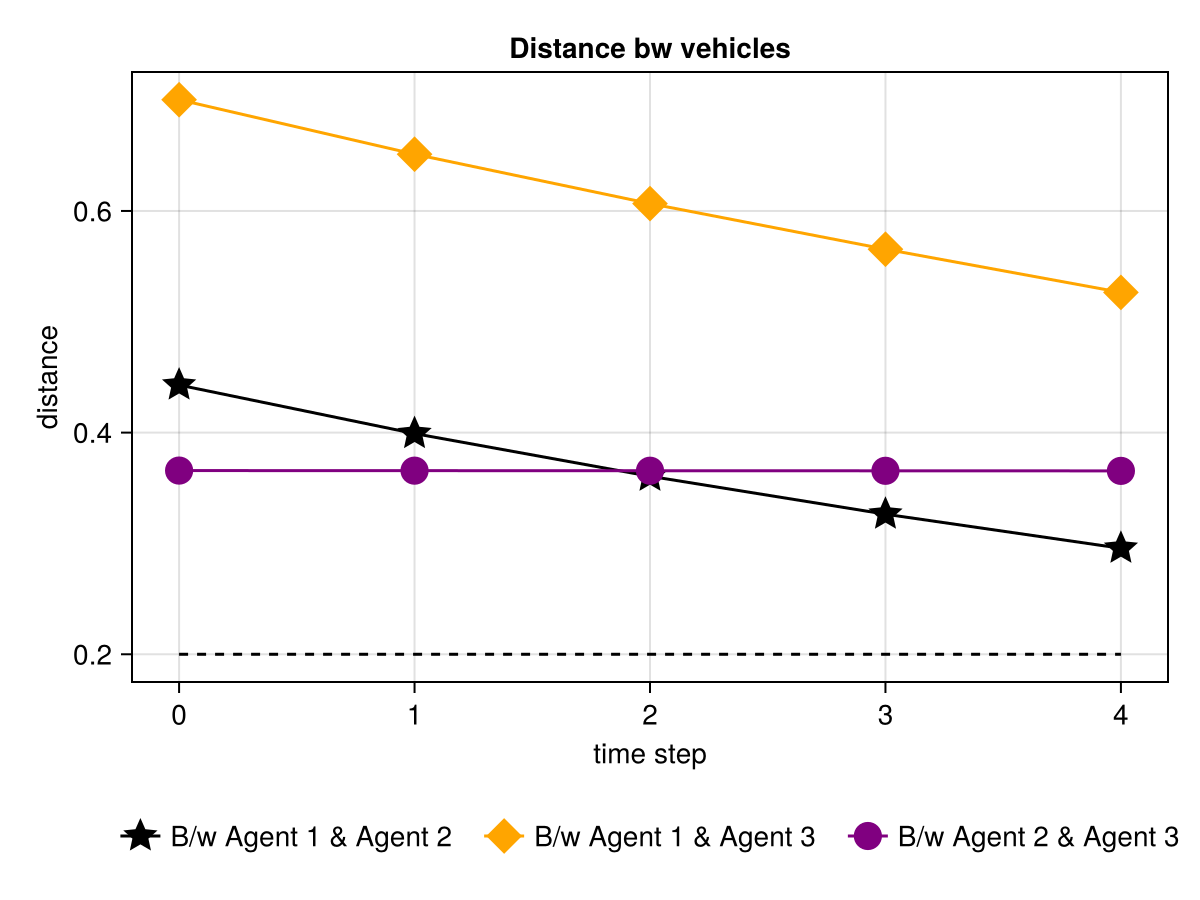 Distance bw vehicles
distance
0.6
0.4
0.2
0 1 2 3 4
time step
B/w Agent 1 & Agent 2 B/w Agent 1 & Agent 3 B/w Agent 2 & Agent 3